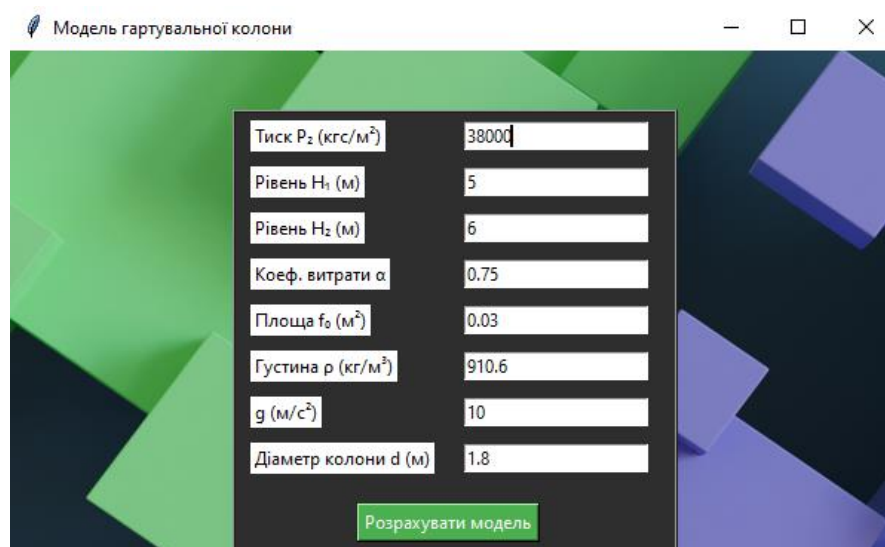 Модель гартувальної колони
Тиск P₂ (кгс/м²) 38000
Рівень H₁ (м) 5
Рівень H₂ (м) 6
Коеф. витрати α 0.75
Площа f₀ (м²) 0.03
Густина ρ (кг/м³) 910.6
g (м/с²) 10
Діаметр колони d (м) 1.8
Розрахувати модель